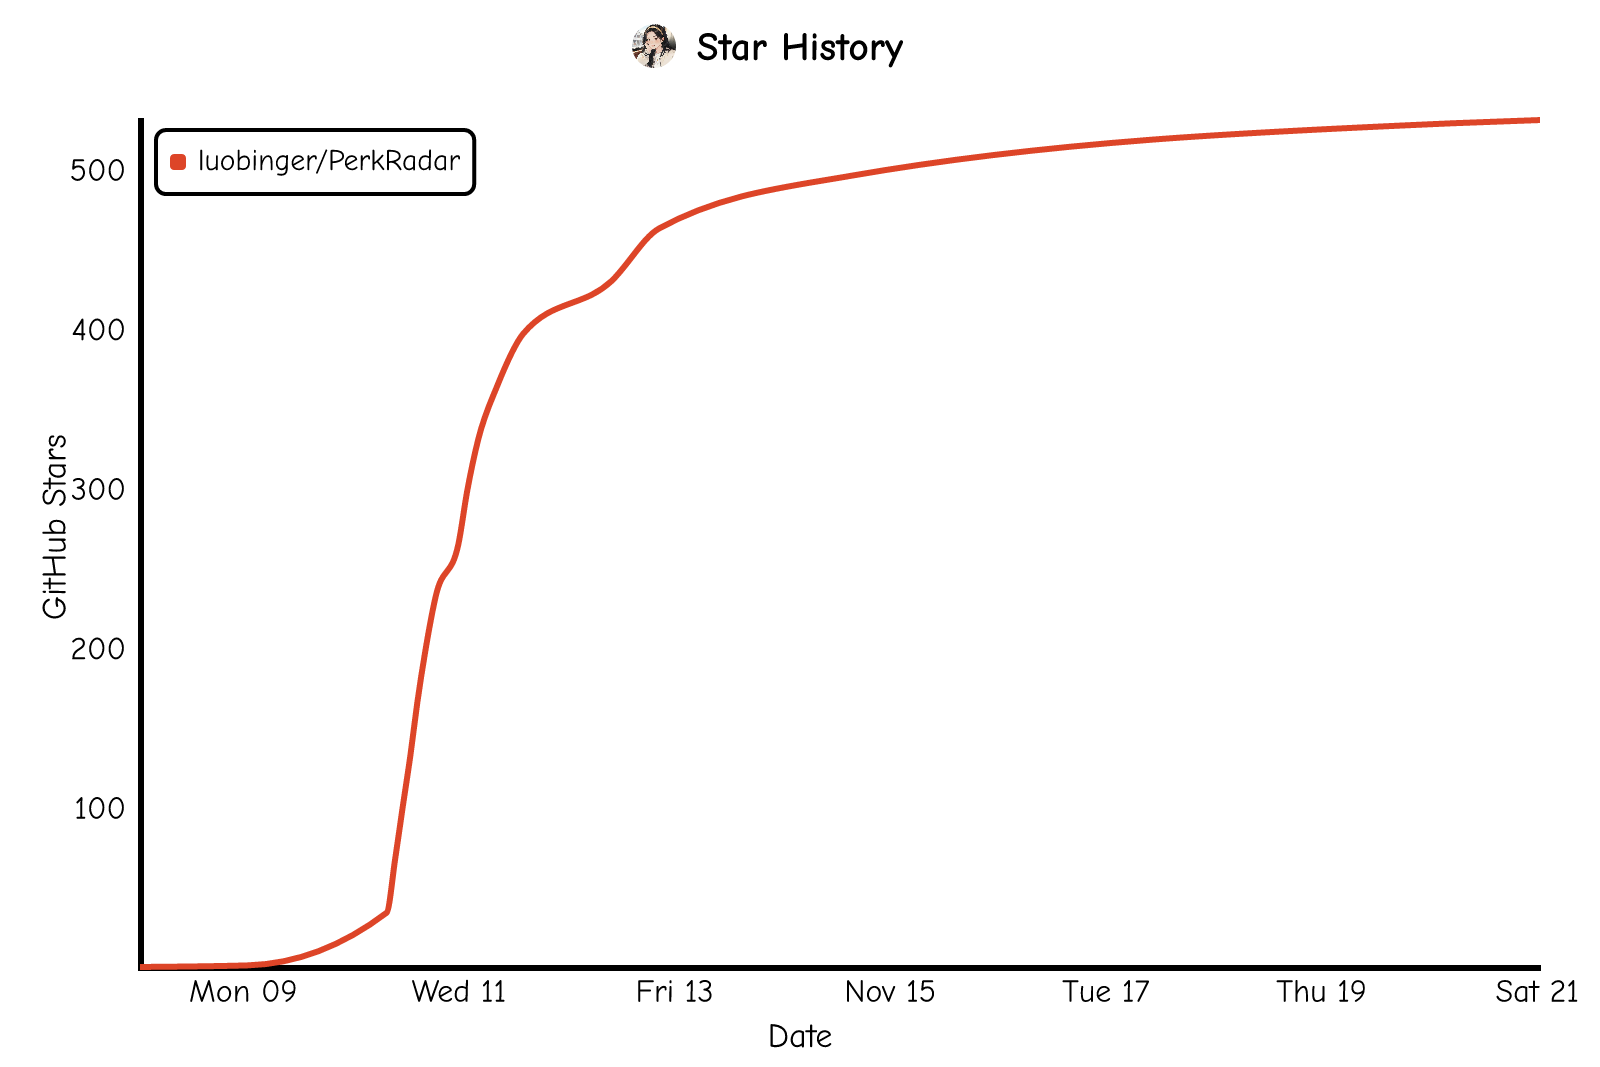 Star History
luobinger/PerkRadar
500
400
300
200
100
GitHub Stars
Mon 09
Wed 11
Fri 13
Nov 15
Tue 17
Thu 19
Sat 21
Date